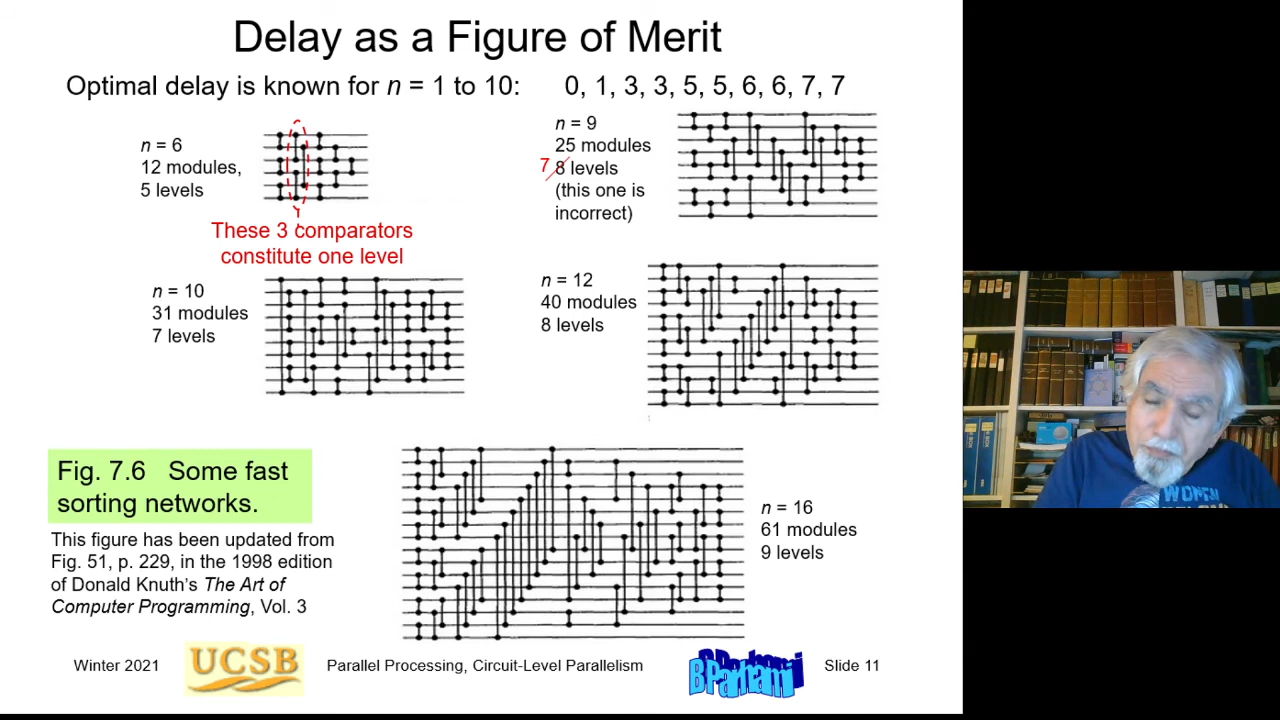 Delay as a Figure of Merit
Optimal delay is known for n = 1 to 10: 0, 1, 3, 3, 5, 5, 6, 6, 7, 7
n = 6
12 modules,
5 levels
These 3 comparators
constitute one level
n = 9
25 modules
7 8 levels
(this one is
incorrect)
n = 10
31 modules
7 levels
n = 12
40 modules
8 levels
Fig. 7.6 Some fast
sorting networks.
This figure has been updated from
Fig. 51, p. 229, in the 1998 edition
of Donald Knuth's The Art of
Computer Programming, Vol. 3
n = 16
61 modules
9 levels
Winter 2021
UCSB
Parallel Processing, Circuit-Level Parallelism
B Parhami
Slide 11
WOMEN